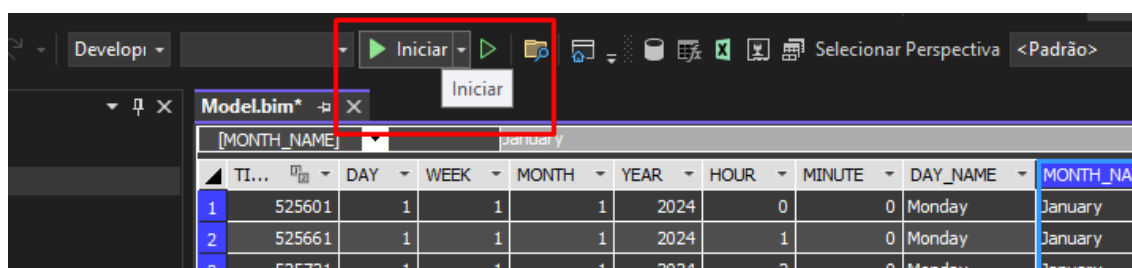 Developı Iniciar Selecionar Perspectiva <Padrão>
Iniciar
Model.bim*
[MONTH_NAME] January
TI... DAY WEEK MONTH YEAR HOUR MINUTE DAY_NAME MONTH_NA
1 525601 1 1 1 2024 0 0 Monday January
2 525661 1 1 1 2024 1 0 Monday January